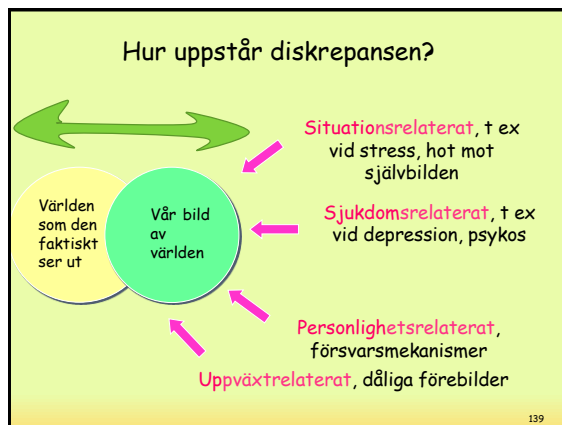 Hur uppstår diskrepansen?
Situationsrelaterat, t ex
vid stress, hot mot
självbilden
Världen
som den
faktiskt
ser ut
Vår bild
av
världen
Sjukdomsrelaterat, t ex
vid depression, psykos
Personlighetsrelaterat,
försvarsmekanismer
Uppväxtrelaterat, dåliga förebilder
139